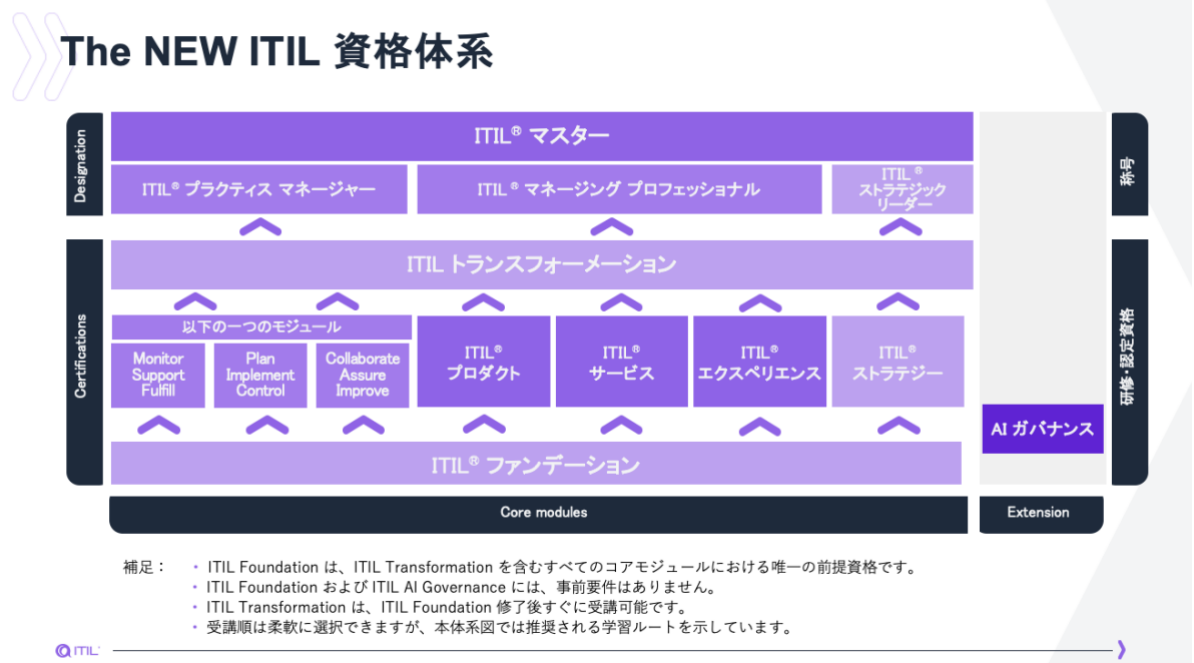 The NEW ITIL 資格体系
Designation
ITIL® マスター
ITIL® プラクティス マネージャー
ITIL® マネージング プロフェッショナル
ITIL ®
ストラテジック
リーダー
称号
Certifications
ITIL トランスフォーメーション
以下の一つのモジュール
Monitor
Support
Fulfill
Plan
Implement
Control
Collaborate
Assure
Improve
ITIL®
プロダクト
ITIL®
サービス
ITIL®
エクスペリエンス
ITIL®
ストラテジー
ITIL® ファンデーション
AI ガバナンス
研修・認定資格
Core modules
Extension
補足：
・ ITIL Foundation は、ITIL Transformation を含むすべてのコアモジュールにおける唯一の前提資格です。
・ ITIL Foundation および ITIL AI Governance には、事前要件はありません。
・ ITIL Transformation は、ITIL Foundation 修了後すぐに受講可能です。
・ 受講順は柔軟に選択できますが、本体系図では推奨される学習ルートを示しています。
ITIL